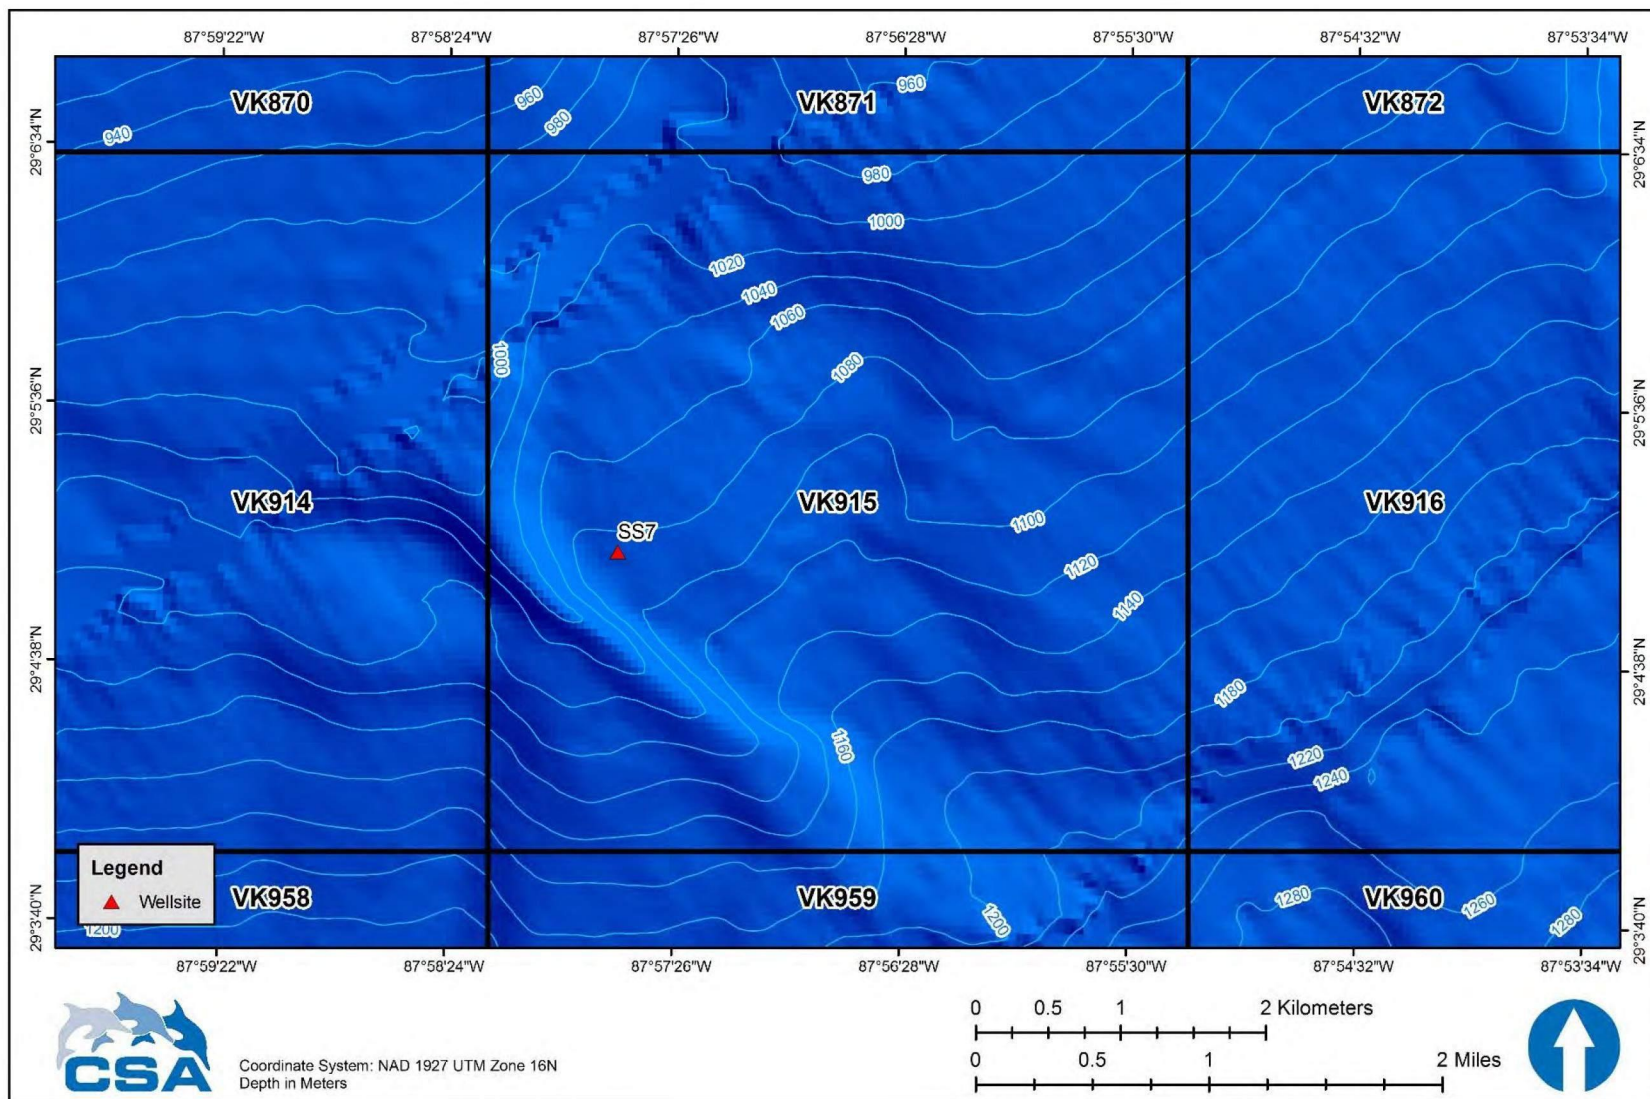 87°59'22"W 87°58'24"W 87°57'26"W 87°56'28"W 87°55'30"W 87°54'32"W 87°53'34"W
960
960
VK870
VK871
VK872
980
940
29°6'34"N
29°6'34"N
980
1000
1020
1040
1060
1000
1080
29°5'36"N
29°5'36"N
VK914
VK915
VK916
1100
SS7
1120
1140
29°4'38"N
29°4'38"N
1180
1160
1220
1240
Legend
Wellsite
VK958
VK959
VK960
1280
1260
1200
1280
1200
29°3'40"N
29°3'40"N
87°59'22"W 87°58'24"W 87°57'26"W 87°56'28"W 87°55'30"W 87°54'32"W 87°53'34"W
CSA
Coordinate System: NAD 1927 UTM Zone 16N
Depth in Meters
0 0.5 1 2 Kilometers
0 0.5 1 2 Miles